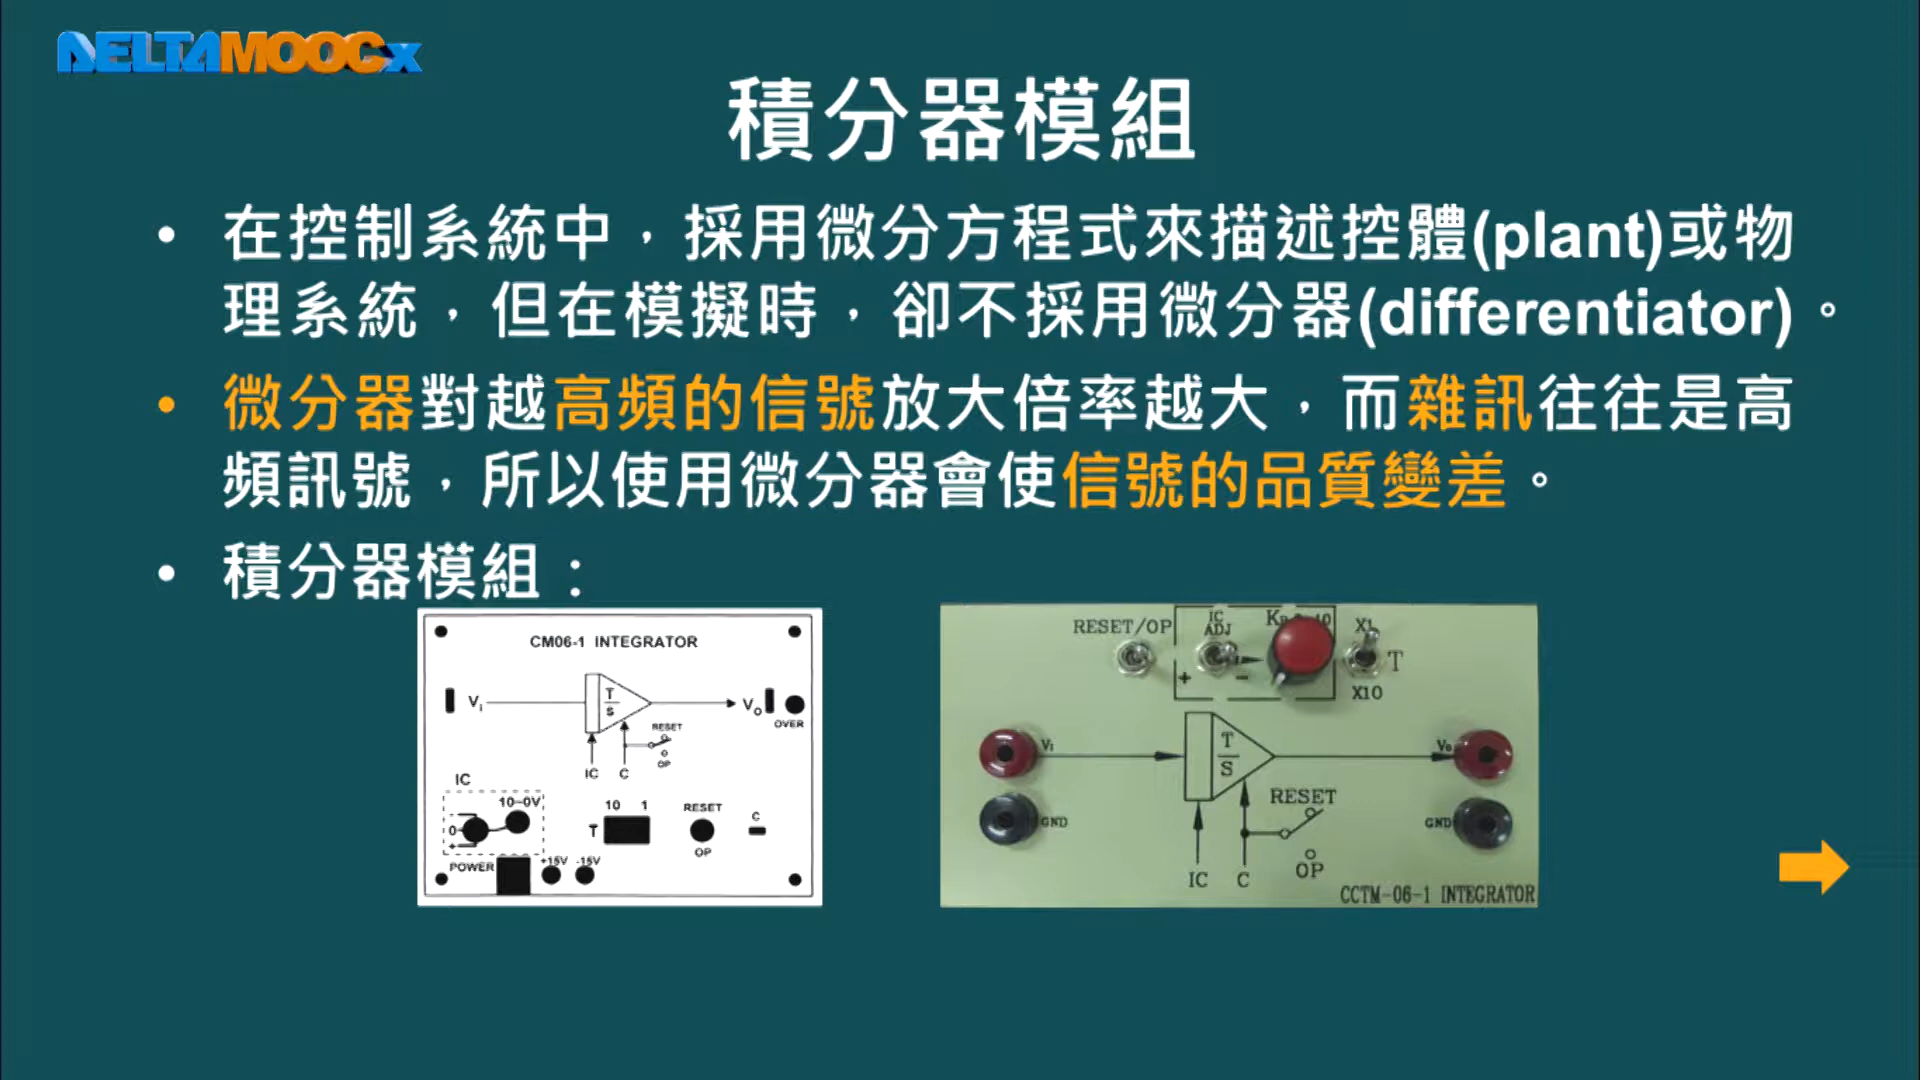 DELTAMOOCx
積分器模組
• 在控制系統中，採用微分方程式來描述控體(plant)或物
理系統，但在模擬時，卻不採用微分器(differentiator)。
• 微分器對越高頻的信號放大倍率越大，而雜訊往往是高
頻訊號，所以使用微分器會使信號的品質變差。
• 積分器模組：
CM06-1 INTEGRATOR
Vi
T
S
Vo
OVER
RESET
OP
IC C
IC
10~0V
-
0
+
10 1
T
RESET
OP
C
POWER
+15V -15V
RESET/OP
IC
ADJ
+ -
X1
T
X10
Vi
T
S
Vo
GND
RESET
OP
GND
IC C
CCTM-06-1 INTEGRATOR